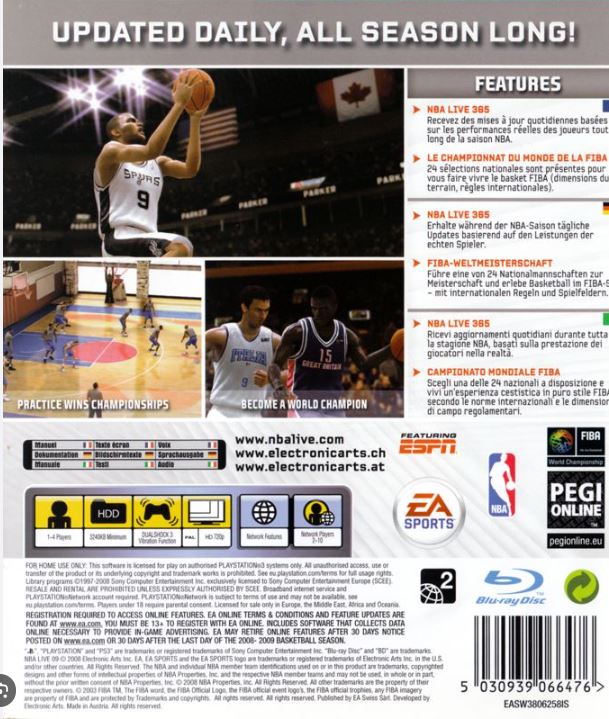 UPDATED DAILY, ALL SEASON LONG!
SPURS
9
PARKER
PARKER
PARKER
FEATURES
NBA LIVE 365
Recevez des mises à jour quotidiennes basées
sur les performances réelles des joueurs tout
long de la saison NBA.
LE CHAMPIONNAT DU MONDE DE LA FIBA
24 sélections nationales sont présentes pour
vous faire vivre le basket FIBA (dimensions du
terrain, règles internationales).
NBA LIVE 365
Erhalte während der NBA-Saison tägliche
Updates basierend auf den Leistungen der
echten Spieler.
FIBA-WELTMEISTERSCHAFT
Führe eine von 24 Nationalmannschaften zur
Meisterschaft und erlebe Basketball im FIBA-S
– mit internationalen Regeln und Spielfeldern.
NBA LIVE 365
Ricevi aggiornamenti quotidiani durante tutta
la stagione NBA, basati sulla prestazione dei
giocatori nella realtà.
CAMPIONATO MONDIALE FIBA
Scegli una delle 24 nazionali a disposizione e
vivi un'esperienza cestistica in puro stile FIBA
secondo le norme internazionali e le dimension
di campo regolamentari.
PRACTICE WINS CHAMPIONSHIPS
ITALIA
9
15
GREAT BRITAIN
BECOME A WORLD CHAMPION
Manuel Texte écran Voix
Dokumentation Bildschirmtexte Sprachausgabe
Manuale Testi Audio
www.nbalive.com
www.electronicarts.ch
www.electronicarts.at
FEATURING
ESPN
FIBA
World Championship
EA
SPORTS
NBA
PEGI
ONLINE
pegionline.eu
HDD
1-4 Players
3240KB Minimum
DUALSHOCK 3
Vibration Function
PAL
HD-720p
Network Features
Network Players
2-10
FOR HOME USE ONLY: This software is licensed for play on authorised PLAYSTATION®3 systems only. All unauthorised access, use or
transfer of the product or its underlying copyright and trademark works is prohibited. See eu.playstation.com/terms for full usage rights.
Library programs ©1997-2008 Sony Computer Entertainment Inc. exclusively licensed to Sony Computer Entertainment Europe (SCEE).
RESALE AND RENTAL ARE PROHIBITED UNLESS EXPRESSLY AUTHORISED BY SCEE. Broadband internet service and
PLAYSTATION®Network account required. PLAYSTATION®Network is subject to terms of use and may not be available, see
eu.playstation.com/terms. Players under 18 require parental consent. Licensed for sale only in Europe, the Middle East, Africa and Oceania.
REGISTRATION REQUIRED TO ACCESS ONLINE FEATURES. EA ONLINE TERMS & CONDITIONS AND FEATURE UPDATES ARE
FOUND AT www.ea.com. YOU MUST BE 13+ TO REGISTER WITH EA ONLINE. INCLUDES SOFTWARE THAT COLLECTS DATA
ONLINE NECESSARY TO PROVIDE IN-GAME ADVERTISING. EA MAY RETIRE ONLINE FEATURES AFTER 30 DAYS NOTICE
POSTED ON www.ea.com OR 30 DAYS AFTER THE LAST DAY OF THE 2008- 2009 BASKETBALL SEASON.
"PLAYSTATION" and "PS3" are trademarks or registered trademarks of Sony Computer Entertainment Inc. "Blu-ray Disc" and "BD" are trademarks.
NBA LIVE 09 © 2008 Electronic Arts Inc. EA, EA SPORTS and the EA SPORTS logo are trademarks or registered trademarks of Electronic Arts Inc. in the U.S.
and/or other countries. All Rights Reserved. The NBA and individual NBA member team identifications used on or in this product are trademarks, copyrighted
designs and other forms of intellectual properties of NBA Properties, Inc. and the respective NBA member teams and may not be used, in whole or in part,
without the prior written consent of NBA Properties, Inc. © 2008 NBA Properties, Inc. All Rights Reserved. All other trademarks are the property of their
respective owners. © 2003 FIBA TM, The FIBA word, the FIBA Official Logo, the FIBA official event logo's, the FIBA official trophies, any FIBA imagery
are property of FIBA and are protected by Trademarks and copyrights. All rights reserved. All rights reserved. Published by EA Swiss Sàrl. Developed by
Electronic Arts. Made in Austria. All rights reserved.
2
Blu-ray Disc
5 030939 066476 >
EASW3806258IS